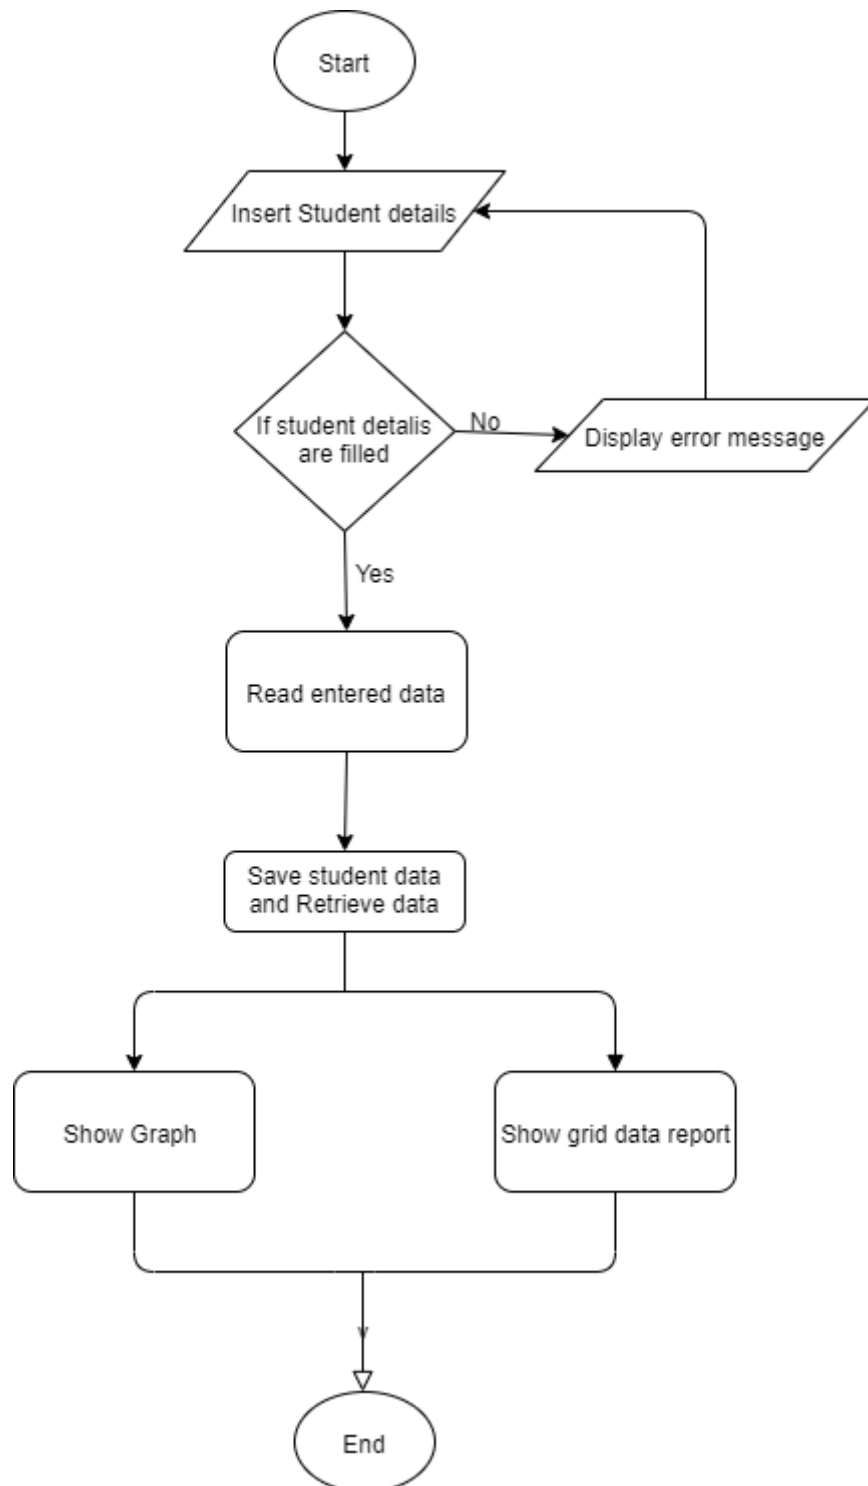 Start
Insert Student details
If student detalis
are filled
No
Display error message
Yes
Read entered data
Save student data
and Retrieve data
Show Graph
Show grid data report
v
End